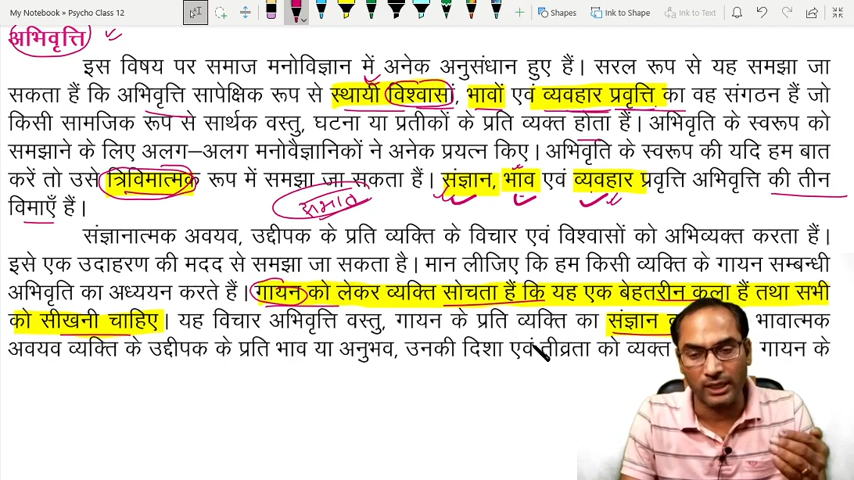 My Notebook » Psycho Class 12
Shapes Ink to Shape Ink to Text
अभिवृत्ति
इस विषय पर समाज मनोविज्ञान में अनेक अनुसंधान हुए हैं। सरल रूप से यह समझा जा
सकता हैं कि अभिवृत्ति सापेक्षिक रूप से स्थायी विश्वासों, भावों एवं व्यवहार प्रवृत्ति का वह संगठन हैं जो
किसी सामजिक रूप से सार्थक वस्तु, घटना या प्रतीकों के प्रति व्यक्त होता हैं। अभिवृति के स्वरूप को
समझाने के लिए अलग–अलग मनोवैज्ञानिकों ने अनेक प्रयत्न किए। अभिवृति के स्वरूप की यदि हम बात
करें तो उसे त्रिविमात्मक रूप में समझा जा सकता हैं। संज्ञान, भाव एवं व्यवहार प्रवृत्ति अभिवृत्ति की तीन
विमाएँ हैं।
संज्ञानात्मक अवयव, उद्दीपक के प्रति व्यक्ति के विचार एवं विश्वासों को अभिव्यक्त करता हैं।
इसे एक उदाहरण की मदद से समझा जा सकता है। मान लीजिए कि हम किसी व्यक्ति के गायन सम्बन्धी
अभिवृति का अध्ययन करते हैं। गायन को लेकर व्यक्ति सोचता हैं कि यह एक बेहतरीन कला हैं तथा सभी
को सीखनी चाहिए। यह विचार अभिवृत्ति वस्तु, गायन के प्रति व्यक्ति का संज्ञान भावात्मक
अवयव व्यक्ति के उद्दीपक के प्रति भाव या अनुभव, उनकी दिशा एवं तीव्रता को व्यक्त गायन के